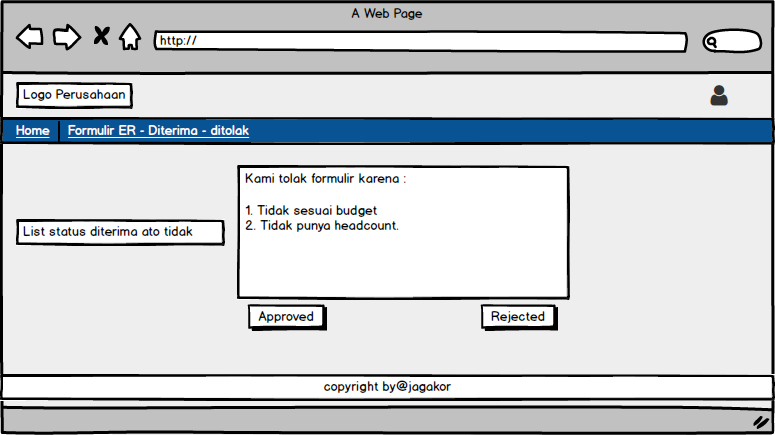 A Web Page
http://
Logo Perusahaan
Home
Formulir ER - Diterima - ditolak
Kami tolak formulir karena :
1. Tidak sesuai budget
2. Tidak punya headcount.
List status diterima ato tidak
Approved
Rejected
copyright by@jagakor